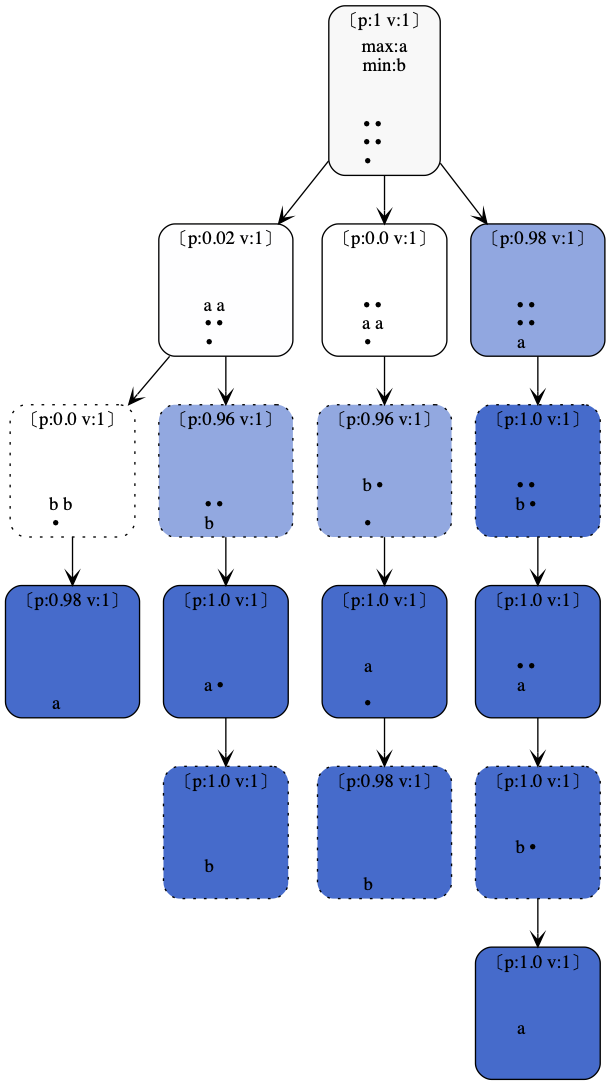 〔p:1 v:1〕
max:a
min:b
• •
• •
•
〔p:0.02 v:1〕
a a
• •
•
〔p:0.0 v:1〕
• •
a a
•
〔p:0.98 v:1〕
• •
• •
a
〔p:0.0 v:1〕
b b
•
〔p:0.96 v:1〕
• •
b
〔p:0.96 v:1〕
b •
•
〔p:1.0 v:1〕
• •
b •
〔p:0.98 v:1〕
a
〔p:1.0 v:1〕
a •
〔p:1.0 v:1〕
a
•
〔p:1.0 v:1〕
• •
a
〔p:1.0 v:1〕
b
〔p:0.98 v:1〕
b
〔p:1.0 v:1〕
b •
〔p:1.0 v:1〕
a